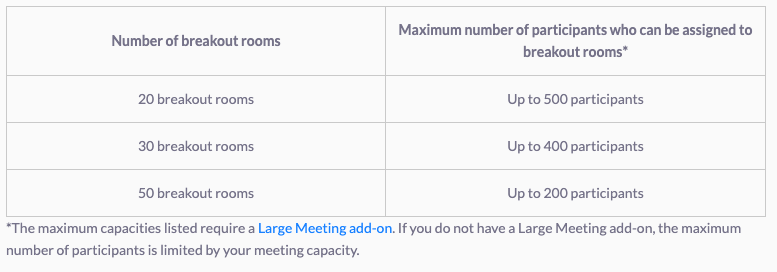 Number of breakout rooms
Maximum number of participants who can be assigned to
breakout rooms*
20 breakout rooms
Up to 500 participants
30 breakout rooms
Up to 400 participants
50 breakout rooms
Up to 200 participants
*The maximum capacities listed require a Large Meeting add-on. If you do not have a Large Meeting add-on, the maximum
number of participants is limited by your meeting capacity.